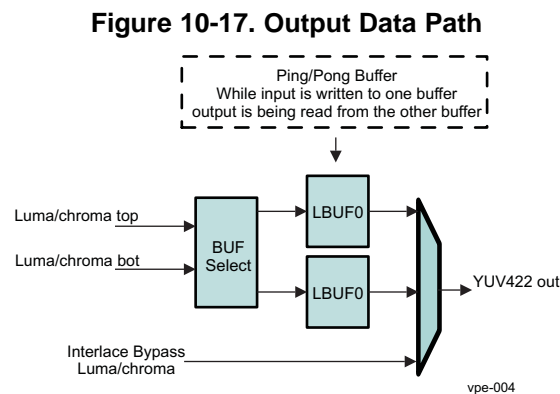 Figure 10-17. Output Data Path
Ping/Pong Buffer
While input is written to one buffer
output is being read from the other buffer
LBUF0
Luma/chroma top
BUF
Select
Luma/chroma bot
LBUF0
YUV422 out
Interlace Bypass
Luma/chroma
vpe-004